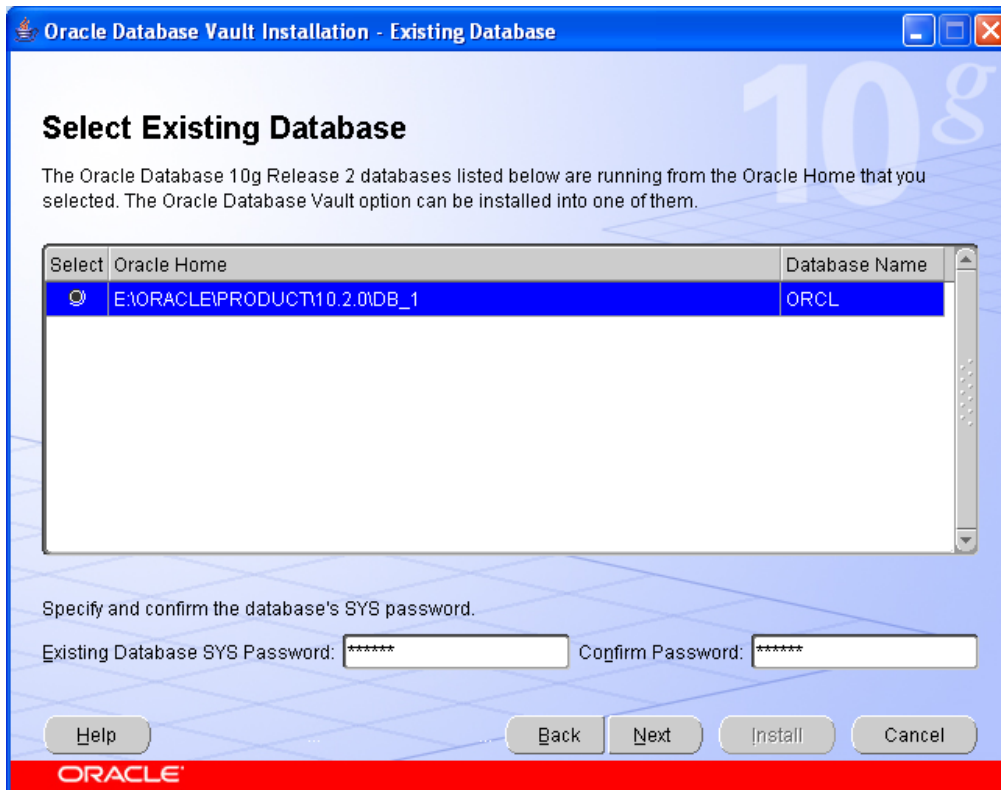 Oracle Database Vault Installation - Existing Database
10g
Select Existing Database
The Oracle Database 10g Release 2 databases listed below are running from the Oracle Home that you
selected. The Oracle Database Vault option can be installed into one of them.
Select Oracle Home Database Name
E:\ORACLE\PRODUCT\10.2.0\DB_1 ORCL
Specify and confirm the database's SYS password.
Existing Database SYS Password: ****** Confirm Password: ******
Help Back Next Install Cancel
ORACLE